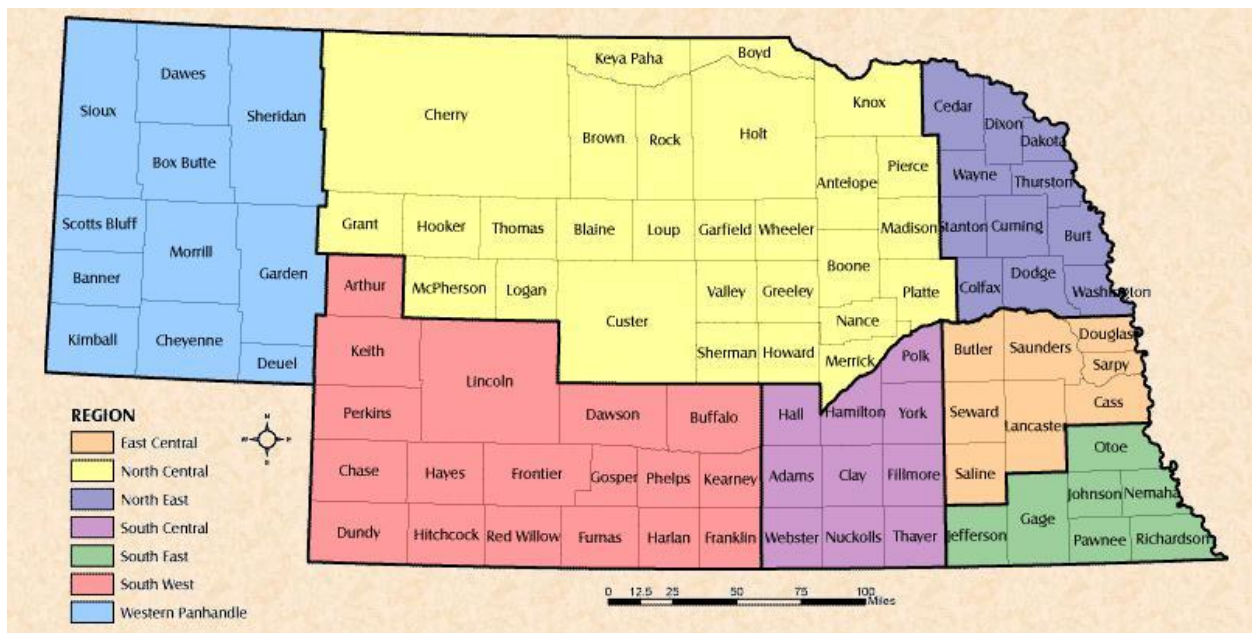 Keya Paha Boyd
Dawes
Sioux Sheridan Cherry Knox Cedar
Brown Rock Holt Dixon
Dakota
Box Butte
Antelope Pierce Wayne Thurston
Scotts Bluff Grant Hooker Thomas Blaine Loup Garfield Wheeler Madison Stanton Cuming Burt
Morrill
Banner Garden Arthur McPherson Logan Valley Greeley Boone Platte Colfax Dodge Washington
Custer Nance
Kimball Cheyenne Deuel Keith Lincoln Sherman Howard Merrick Polk Butler Saunders Douglas
Sarpy
Perkins Dawson Buffalo Hall Hamilton York Seward Lancaster Cass
Chase Hayes Frontier Gosper Phelps Kearney Adams Clay Fillmore Saline Otoe
Johnson Nemaha
Dundy Hitchcock Red Willow Furnas Harlan Franklin Webster Nuckolls Thayer Jefferson Gage Pawnee Richardson
REGION
East Central
North Central
North East
South Central
South East
South West
Western Panhandle
N
W E
S
0 12.5 25 50 75 100
Miles